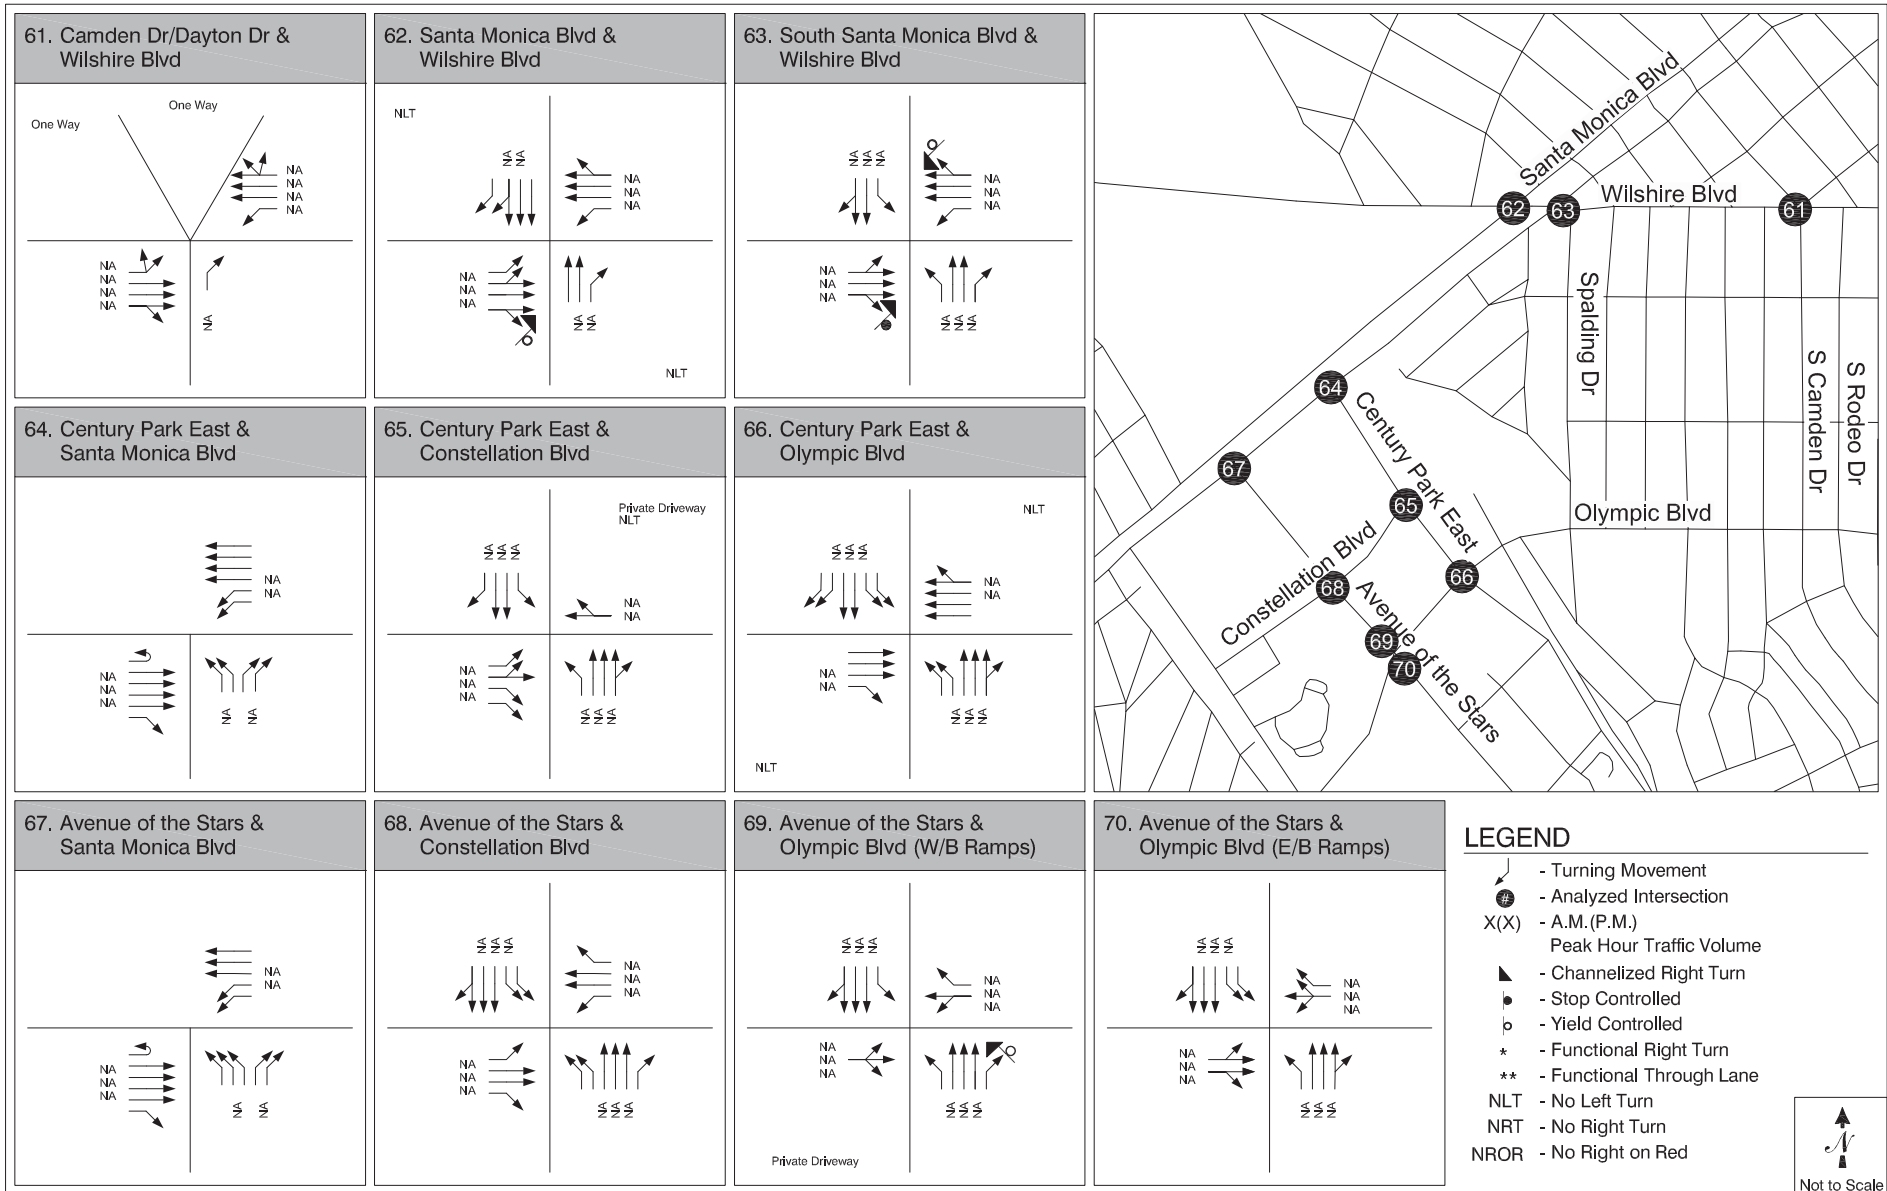 61. Camden Dr/Dayton Dr &
Wilshire Blvd
One Way
One Way
NA
NA
NA
NA
NA
NA
NA
NA
NA
62. Santa Monica Blvd &
Wilshire Blvd
NLT
NA
NA
NA
NA
NA
NA
NA
NA
NA
NA
NLT
63. South Santa Monica Blvd &
Wilshire Blvd
NA
NA
NA
NA
NA
NA
NA
NA
NA
NA
NA
NA
64. Century Park East &
Santa Monica Blvd
NA
NA
NA
NA
NA
NA
NA
65. Century Park East &
Constellation Blvd
Private Driveway
NLT
NA
NA
NA
NA
NA
NA
NA
NA
NA
NA
NA
66. Century Park East &
Olympic Blvd
NLT
NA
NA
NA
NA
NA
NA
NA
NA
NA
NA
NLT
67. Avenue of the Stars &
Santa Monica Blvd
NA
NA
NA
NA
NA
NA
NA
68. Avenue of the Stars &
Constellation Blvd
NA
NA
NA
NA
NA
NA
NA
NA
NA
NA
NA
NA
69. Avenue of the Stars &
Olympic Blvd (W/B Ramps)
NA
NA
NA
NA
NA
NA
NA
NA
NA
NA
NA
NA
Private Driveway
70. Avenue of the Stars &
Olympic Blvd (E/B Ramps)
NA
NA
NA
NA
NA
NA
NA
NA
NA
NA
NA
NA
Santa Monica Blvd
Wilshire Blvd
62
63
61
Spalding Dr
S Camden Dr
S Rodeo Dr
64
Century Park East
67
65
Olympic Blvd
Constellation Blvd
66
68
Avenue of the Stars
69
70
LEGEND
- Turning Movement
# - Analyzed Intersection
X(X) - A.M.(P.M.)
Peak Hour Traffic Volume
- Channelized Right Turn
- Stop Controlled
- Yield Controlled
* - Functional Right Turn
** - Functional Through Lane
NLT - No Left Turn
NRT - No Right Turn
NROR - No Right on Red
N
Not to Scale